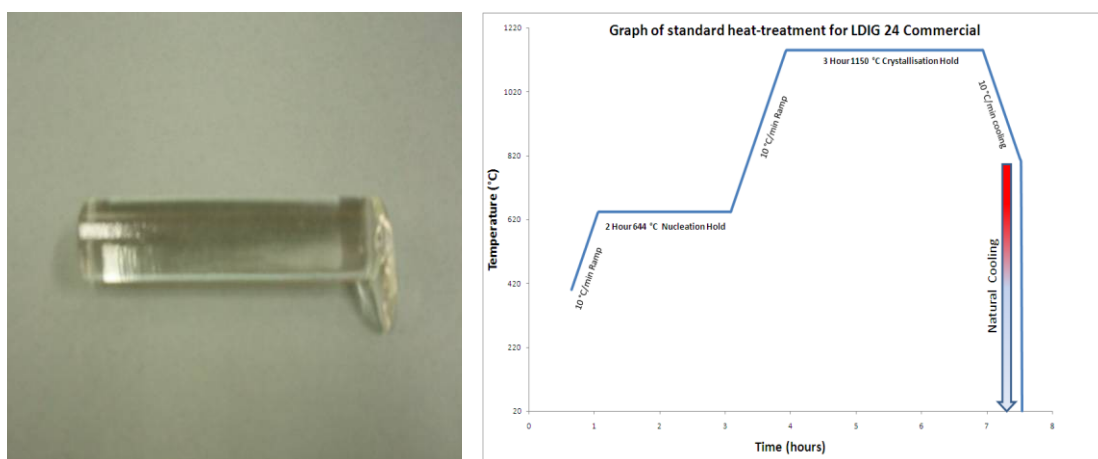 Graph of standard heat-treatment for LDIG 24 Commercial
1220
3 Hour 1150 °C Crystallisation Hold
1020
10 °C/min Ramp
10 °C/min cooling
820
Temperature (°C)
620
2 Hour 644 °C Nucleation Hold
10 °C/min Ramp
420
Natural Cooling
220
20
0 1 2 3 4 5 6 7 8
Time (hours)